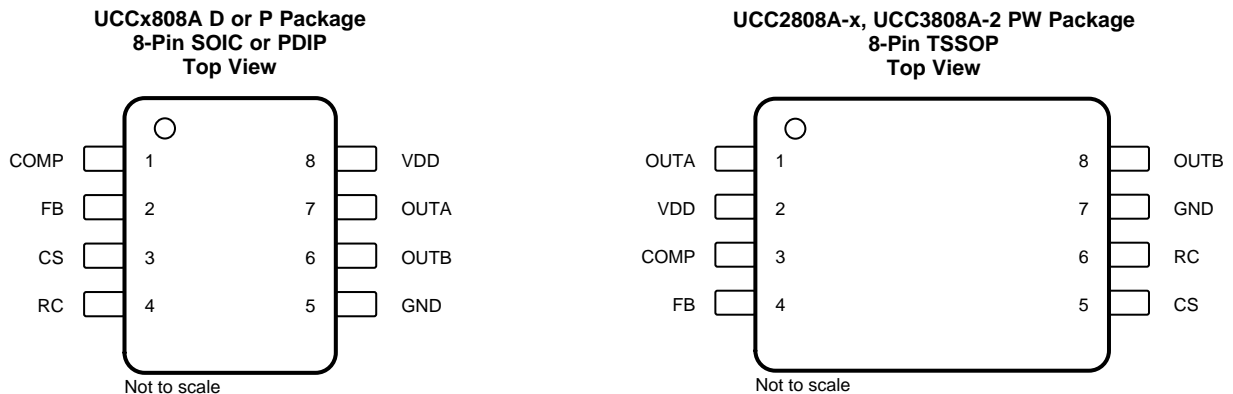 UCCx808A D or P Package
8-Pin SOIC or PDIP
Top View
COMP 1 8 VDD
FB 2 7 OUTA
CS 3 6 OUTB
RC 4 5 GND
Not to scale
UCC2808A-x, UCC3808A-2 PW Package
8-Pin TSSOP
Top View
OUTA 1 8 OUTB
VDD 2 7 GND
COMP 3 6 RC
FB 4 5 CS
Not to scale